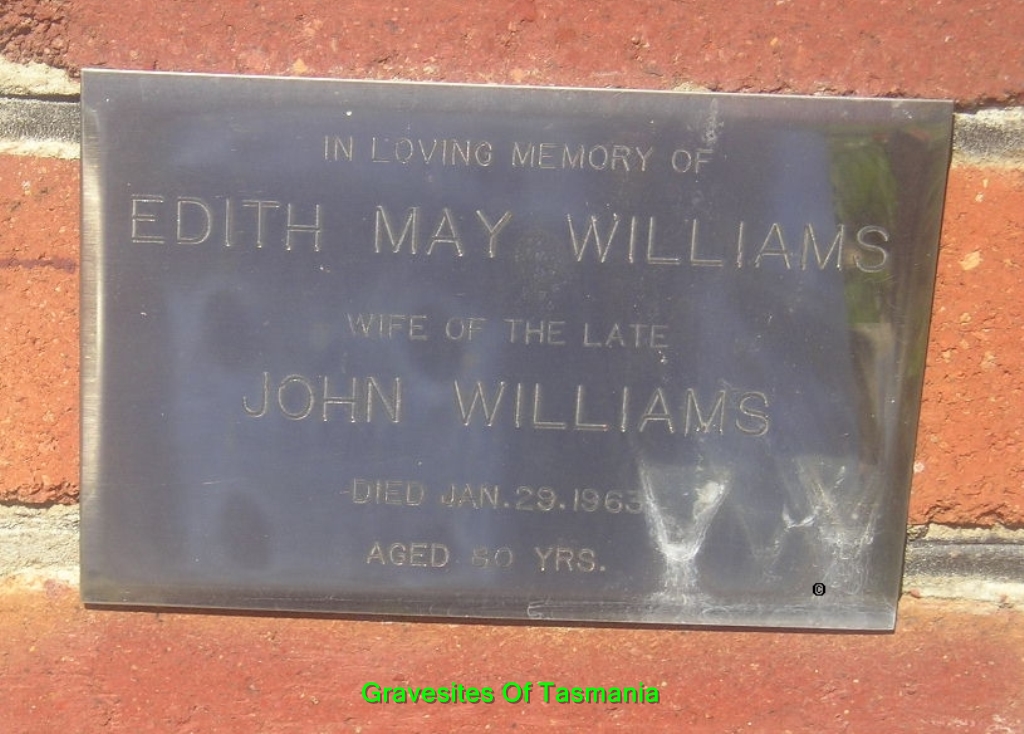 IN LOVING MEMORY OF
EDITH MAY WILLIAMS
WIFE OF THE LATE
JOHN WILLIAMS
DIED JAN.29.1963
AGED 80 YRS.
©
Gravesites Of Tasmania